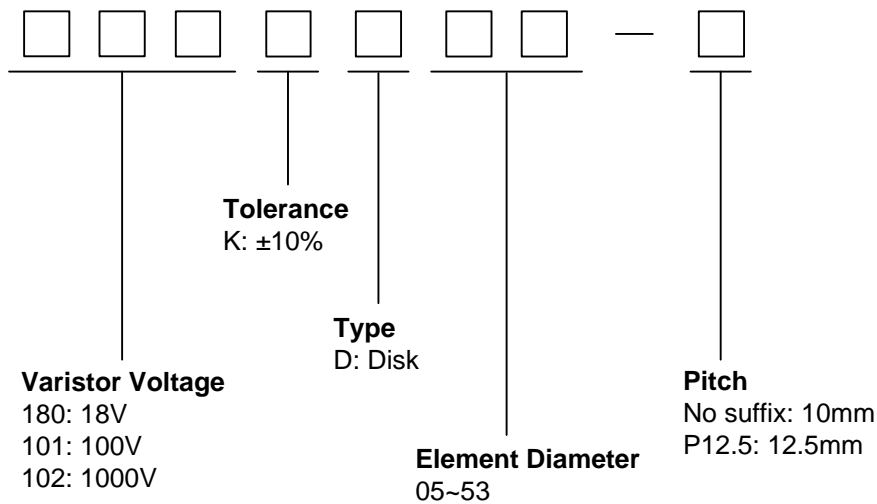 Tolerance
K: ±10%
Type
D: Disk
Varistor Voltage
180: 18V
101: 100V
102: 1000V
Element Diameter
05~53
Pitch
No suffix: 10mm
P12.5: 12.5mm